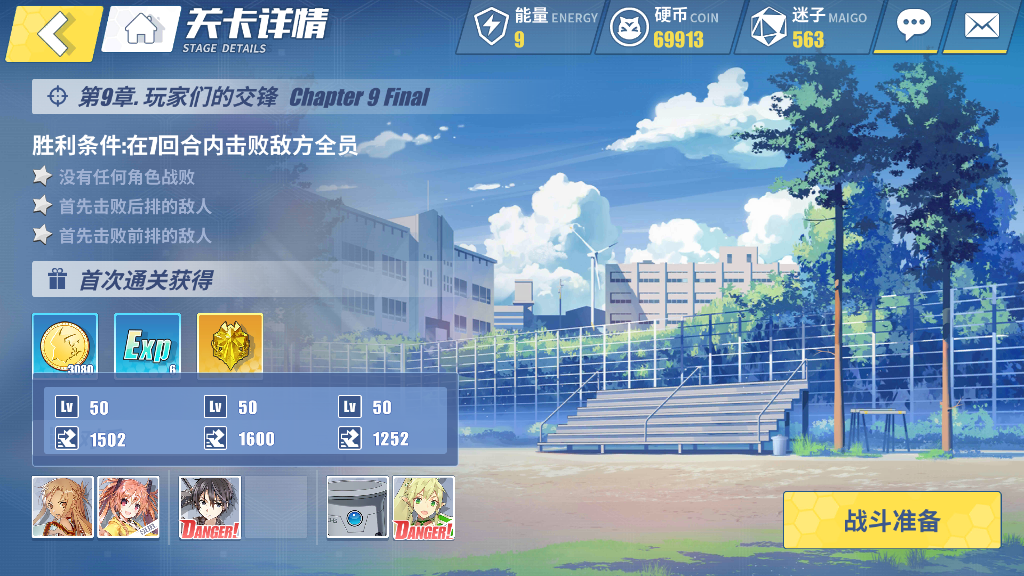 关卡详情
STAGE DETAILS
能量 ENERGY
9
硬币 COIN
69913
迷子 MAIGO
563
第9章.玩家们的交锋 Chapter 9 Final
胜利条件:在7回合内击败敌方全员
没有任何角色战败
首先击败后排的敌人
首先击败前排的敌人
首次通关获得
3080
Exp
6
Lv 50
Lv 50
Lv 50
1502
1600
1252
DANGER!
DANGER!
战斗准备